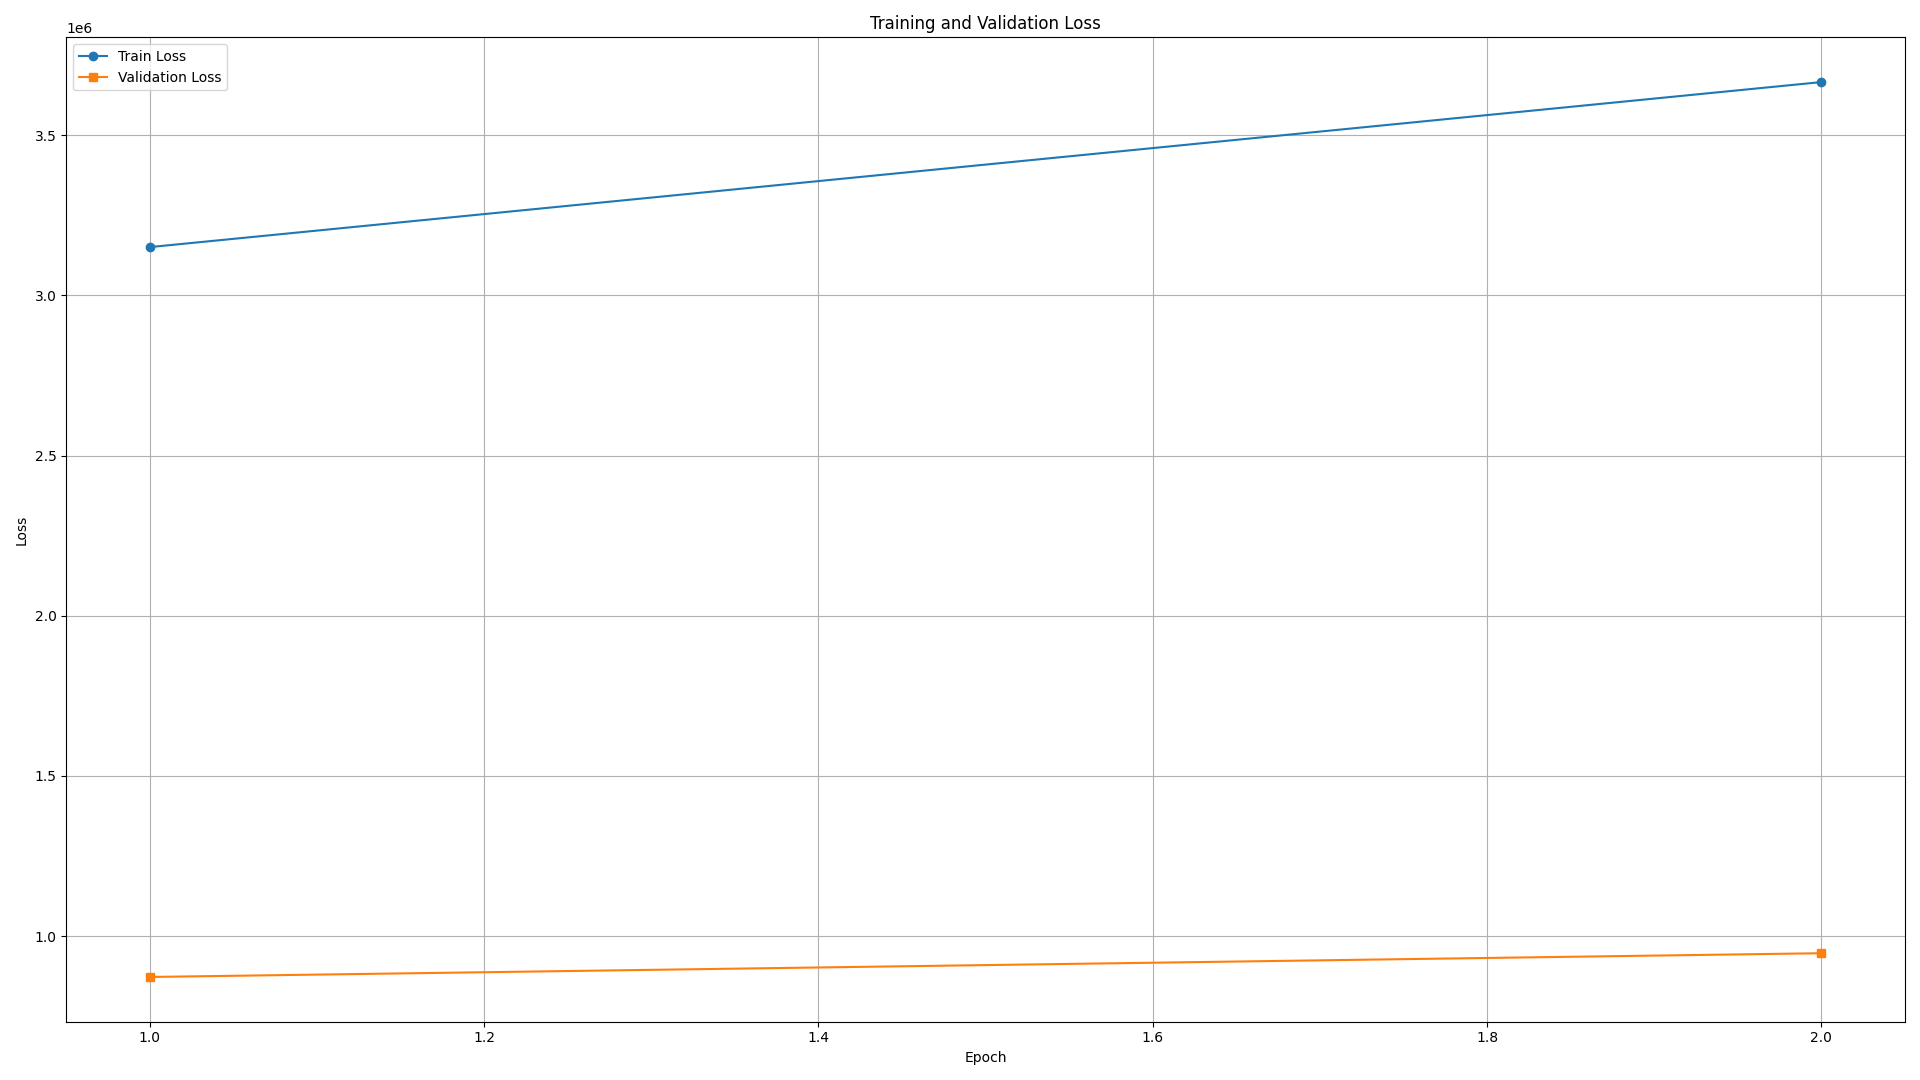 Training and Validation Loss
1e6
Train Loss
Validation Loss
3.5
3.0
2.5
2.0
1.5
1.0
Loss
1.0 1.2 1.4 1.6 1.8 2.0
Epoch